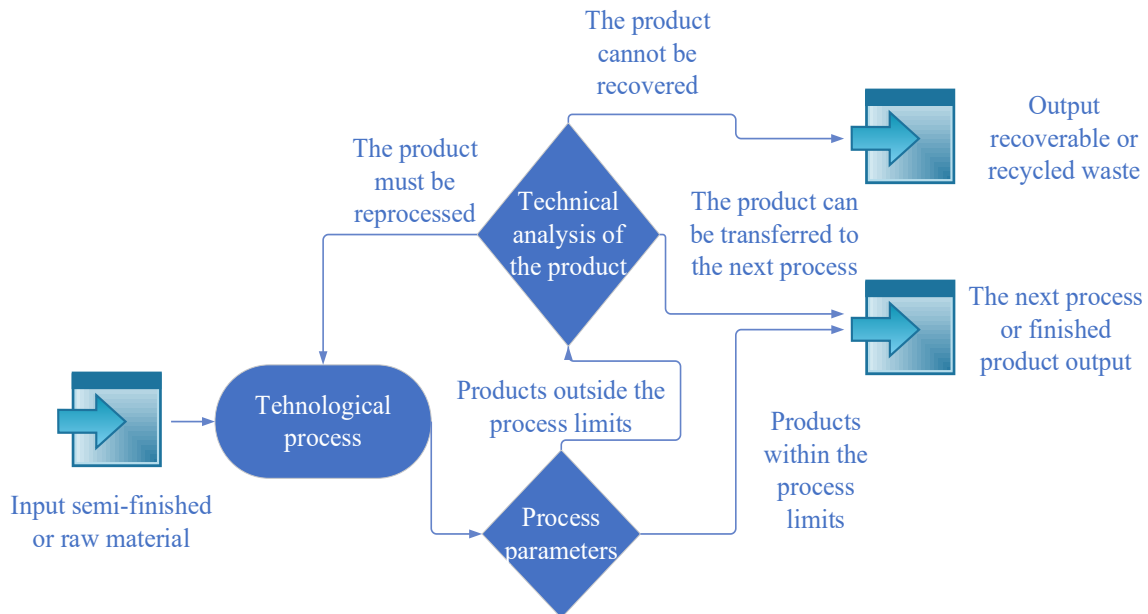 The product
cannot be
recovered
Output
recoverable or
recycled waste
The product
must be
reprocessed
Technical
analysis of
the product
The product can
be transferred to
the next process
The next process
or finished
product output
Tehnological
process
Products outside the
process limits
Products
within the
process
limits
Input semi-finished
or raw material
Process
parameters